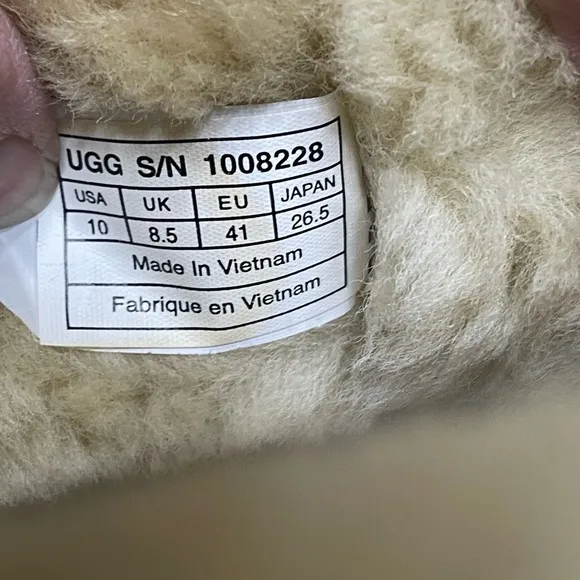 UGG S/N 1008228
USA UK EU JAPAN
10 8.5 41 26.5
Made In Vietnam
Fabrique en Vietnam